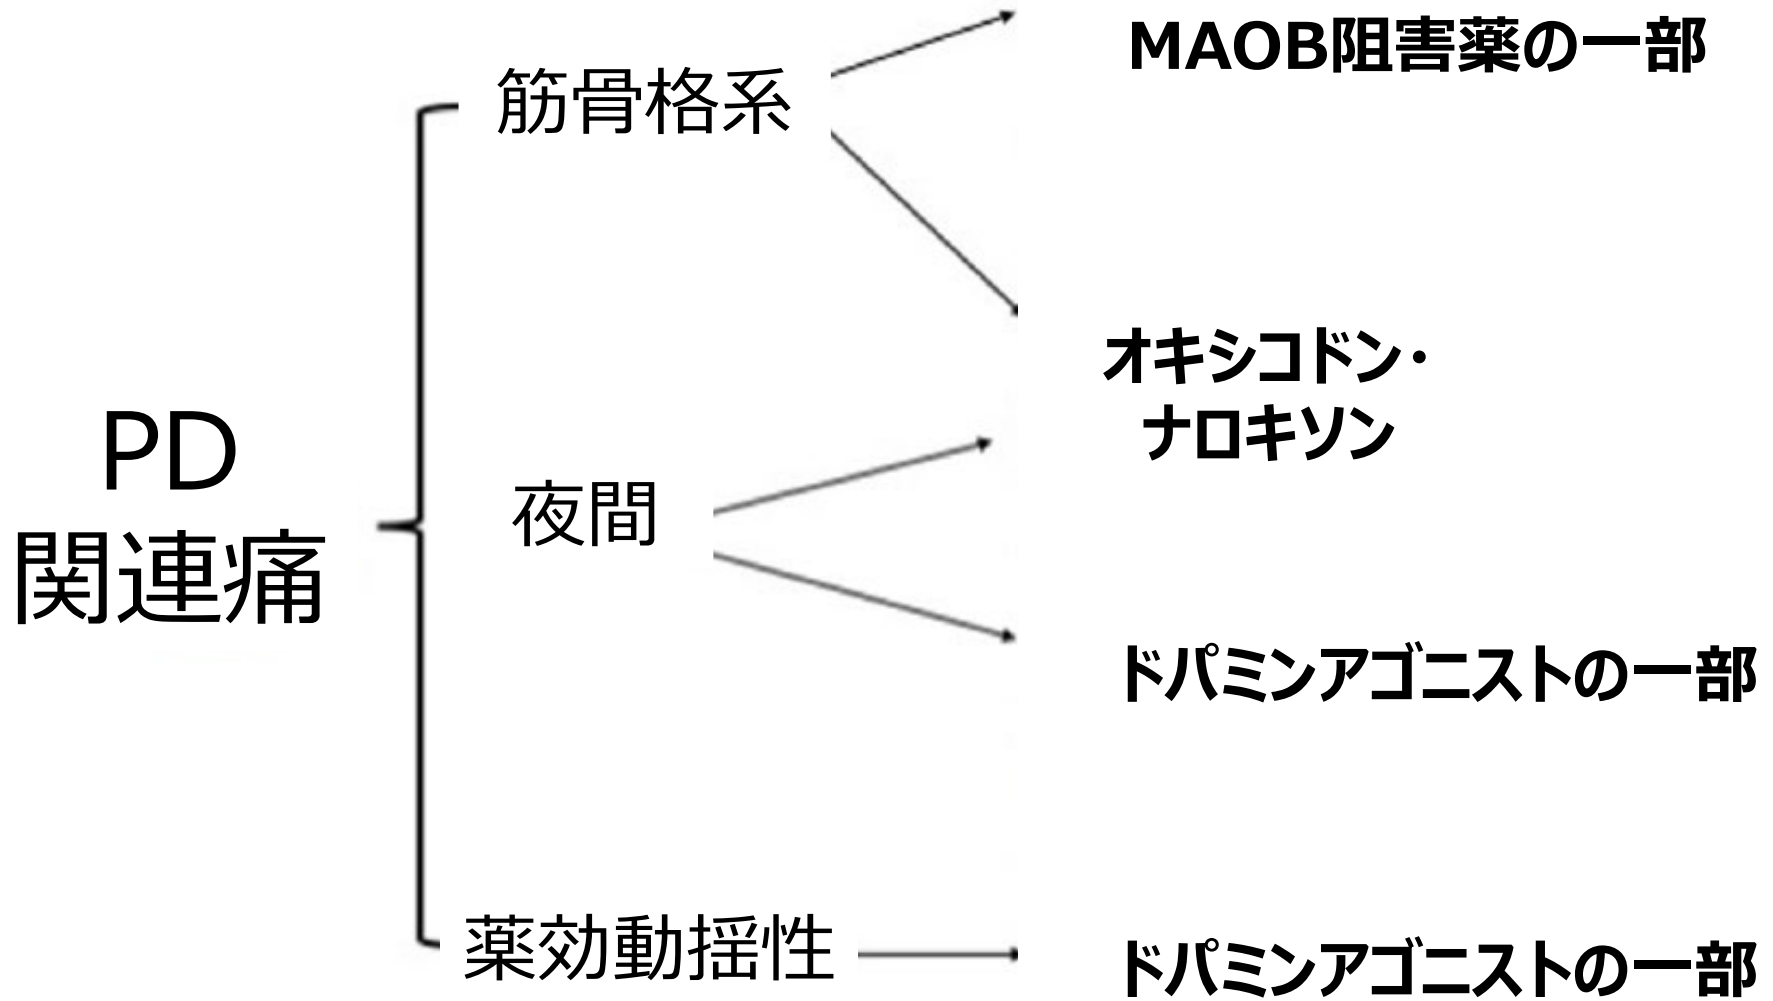 PD
関連痛
筋骨格系
MAOB阻害薬の一部
オキシコドン・
ナロキソン
夜間
ドパミンアゴニストの一部
薬効動揺性
ドパミンアゴニストの一部